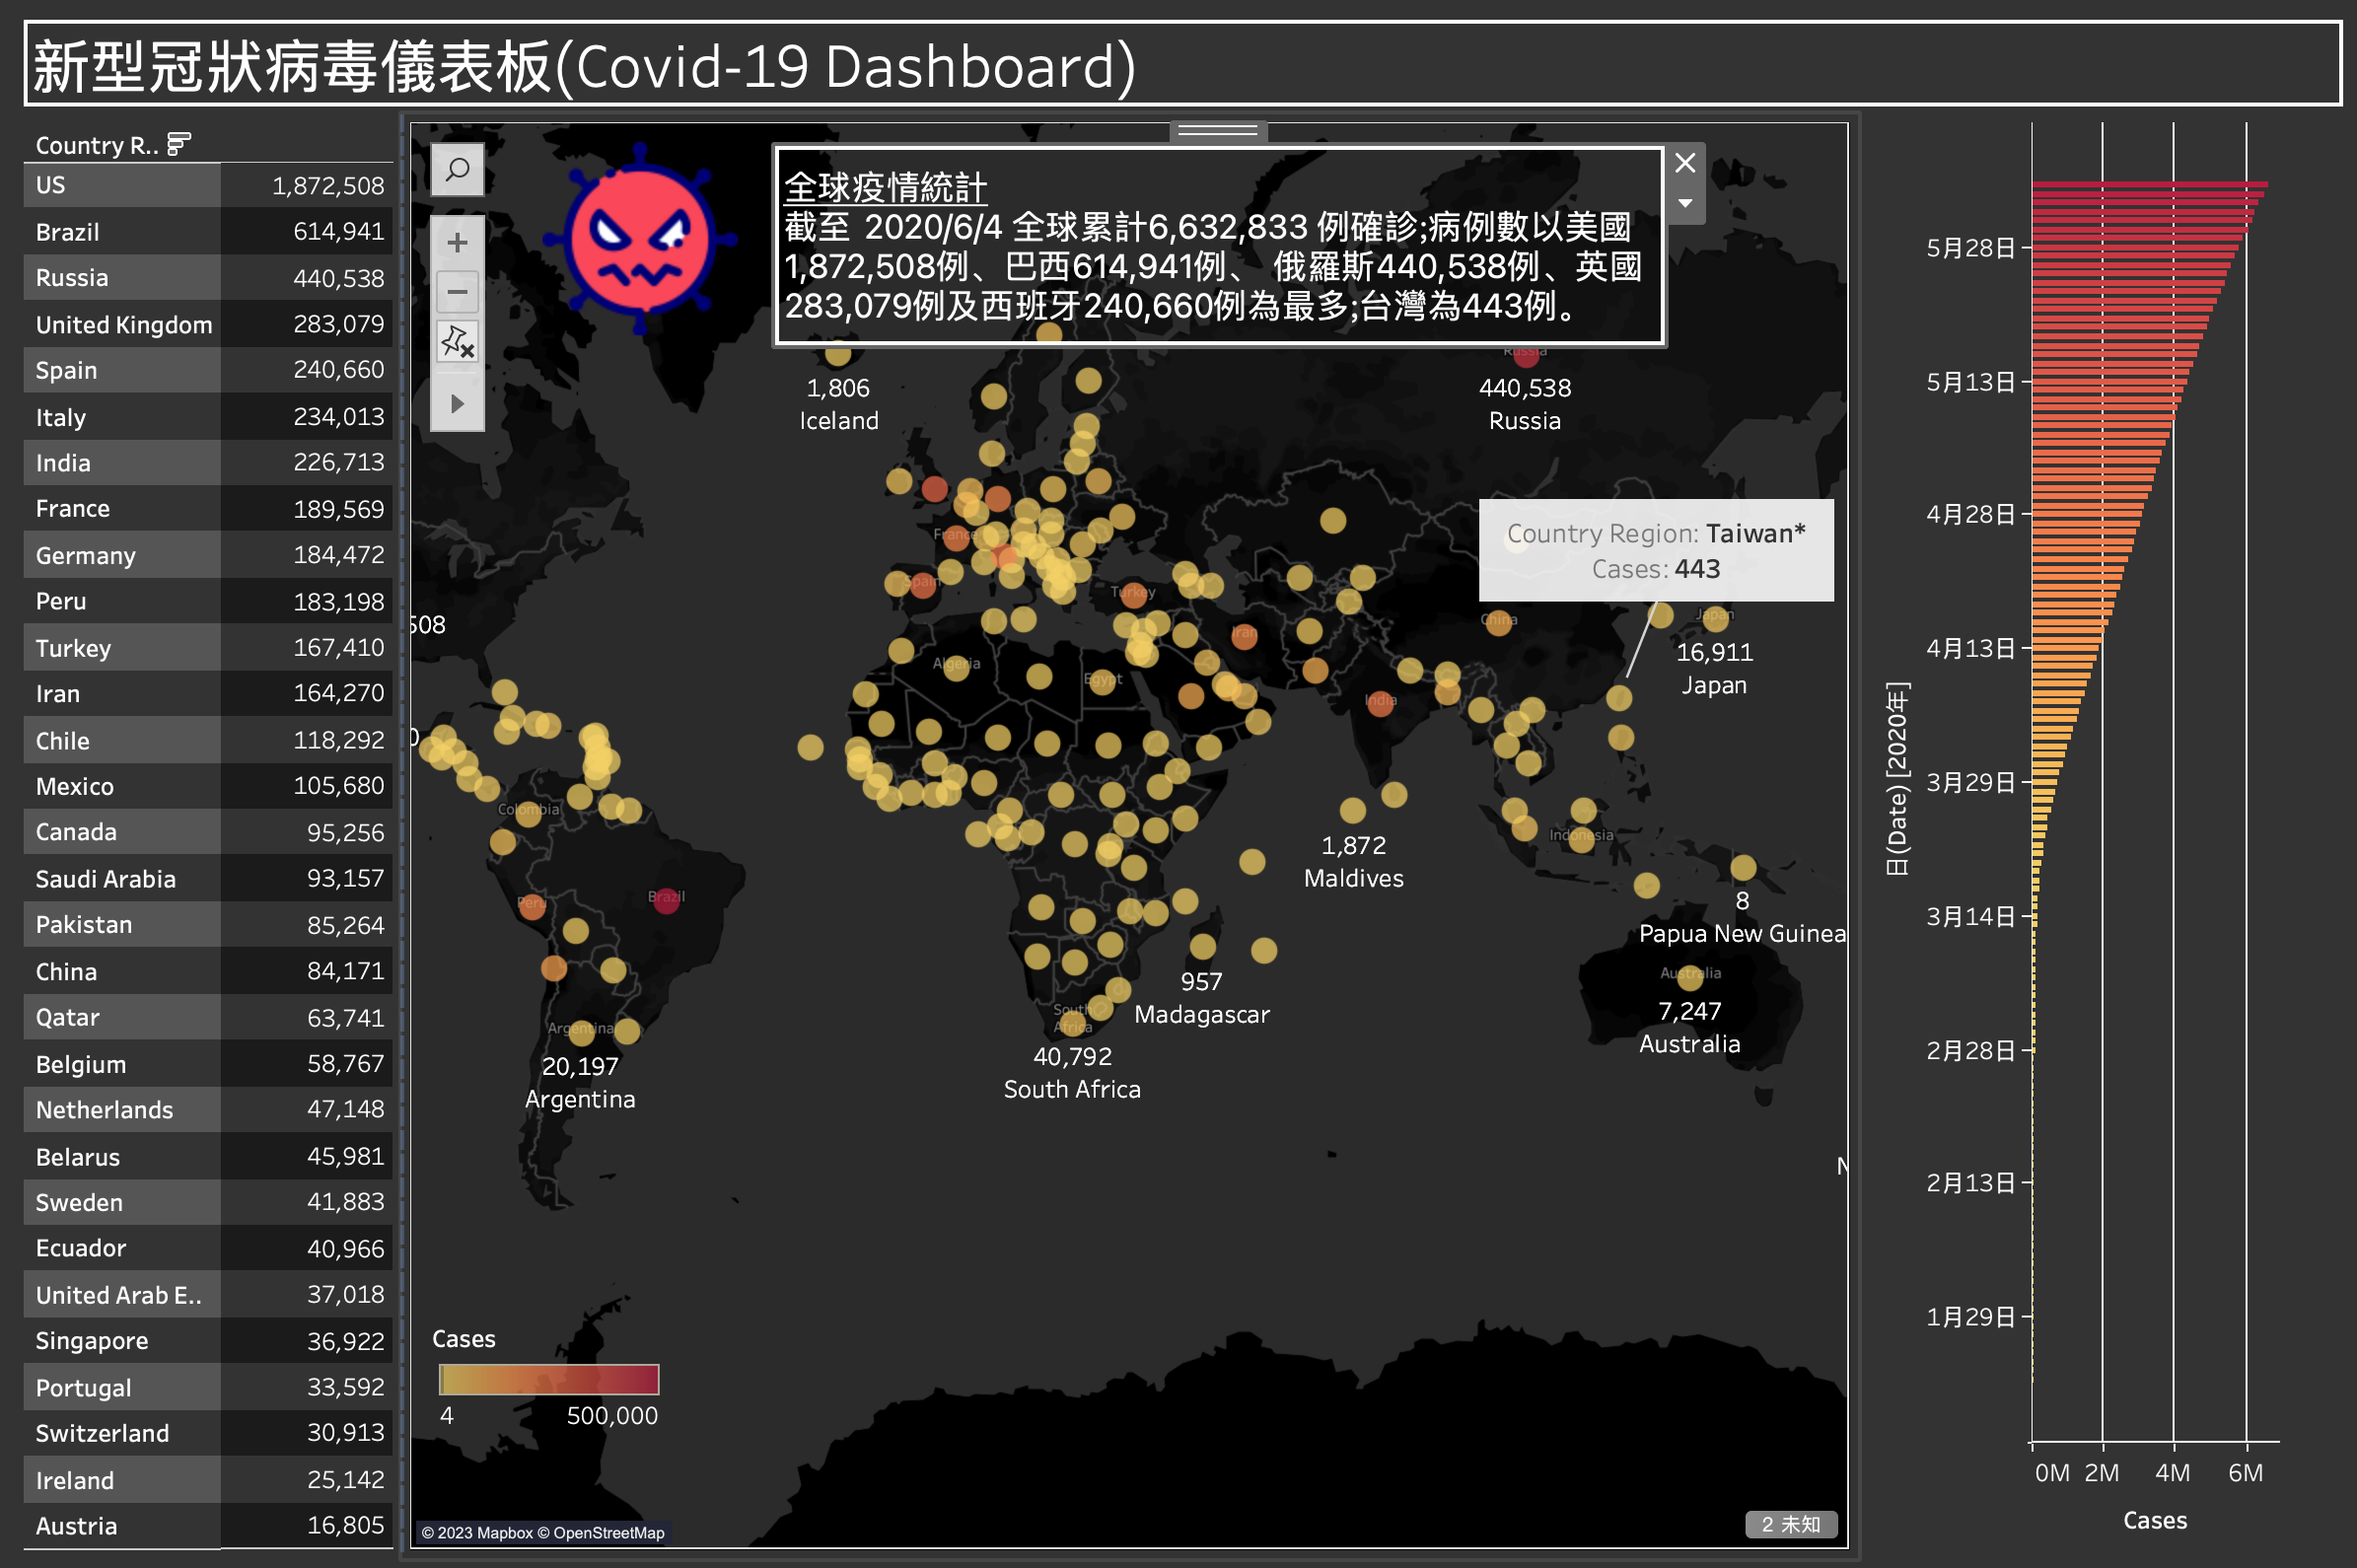 新型冠狀病毒儀表板(Covid-19 Dashboard)
Country R..
US 1,872,508
Brazil 614,941
Russia 440,538
United Kingdom 283,079
Spain 240,660
Italy 234,013
India 226,713
France 189,569
Germany 184,472
Peru 183,198
Turkey 167,410
Iran 164,270
Chile 118,292
Mexico 105,680
Canada 95,256
Saudi Arabia 93,157
Pakistan 85,264
China 84,171
Qatar 63,741
Belgium 58,767
Netherlands 47,148
Belarus 45,981
Sweden 41,883
Ecuador 40,966
United Arab E.. 37,018
Singapore 36,922
Portugal 33,592
Switzerland 30,913
Ireland 25,142
Austria 16,805
全球疫情統計
截至 2020/6/4 全球累計6,632,833 例確診;病例數以美國
1,872,508例、巴西614,941例、 俄羅斯440,538例、英國
283,079例及西班牙240,660例為最多;台灣為443例。
Russia
1,806
Iceland
440,538
Russia
Country Region: Taiwan*
Cases: 443
France
Spain
Turkey
Iran
China
Japan
16,911
Japan
508
Algeria
Egypt
India
0
Colombia
Indonesia
1,872
Maldives
Peru
Brazil
8
Papua New Guinea
Australia
7,247
Australia
957
Madagascar
South
Africa
40,792
South Africa
Argentina
20,197
Argentina
N
Cases
4 500,000
© 2023 Mapbox © OpenStreetMap
2 未知
日(Date) [2020年]
5月28日
5月13日
4月28日
4月13日
3月29日
3月14日
2月28日
2月13日
1月29日
0M 2M 4M 6M
Cases